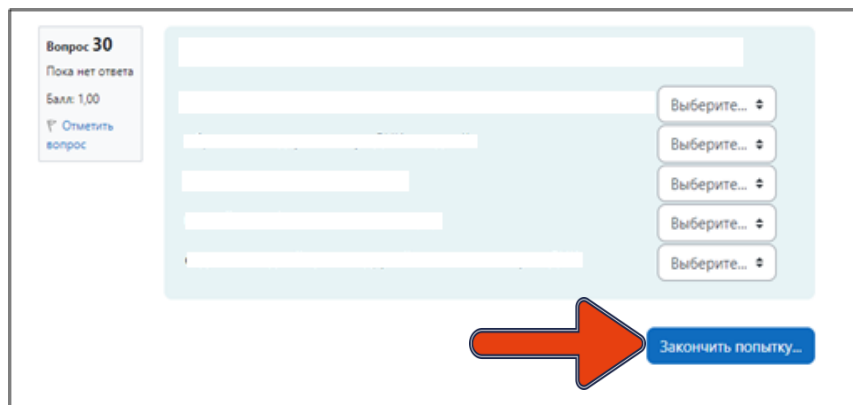 Вопрос 30
Пока нет ответа
Балл: 1,00
Отметить
вопрос
Выберите...
Выберите...
Выберите...
Выберите...
Выберите...
Закончить попытку...